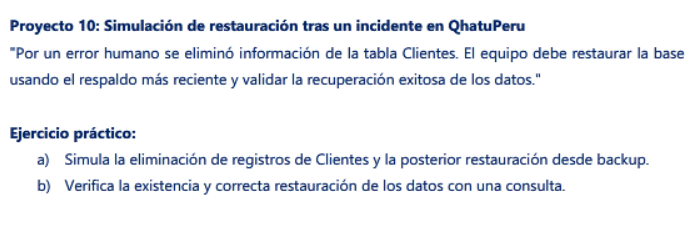 Proyecto 10: Simulación de restauración tras un incidente en QhatuPeru
"Por un error humano se eliminó información de la tabla Clientes. El equipo debe restaurar la base
usando el respaldo más reciente y validar la recuperación exitosa de los datos."
Ejercicio práctico:
a) Simula la eliminación de registros de Clientes y la posterior restauración desde backup.
b) Verifica la existencia y correcta restauración de los datos con una consulta.